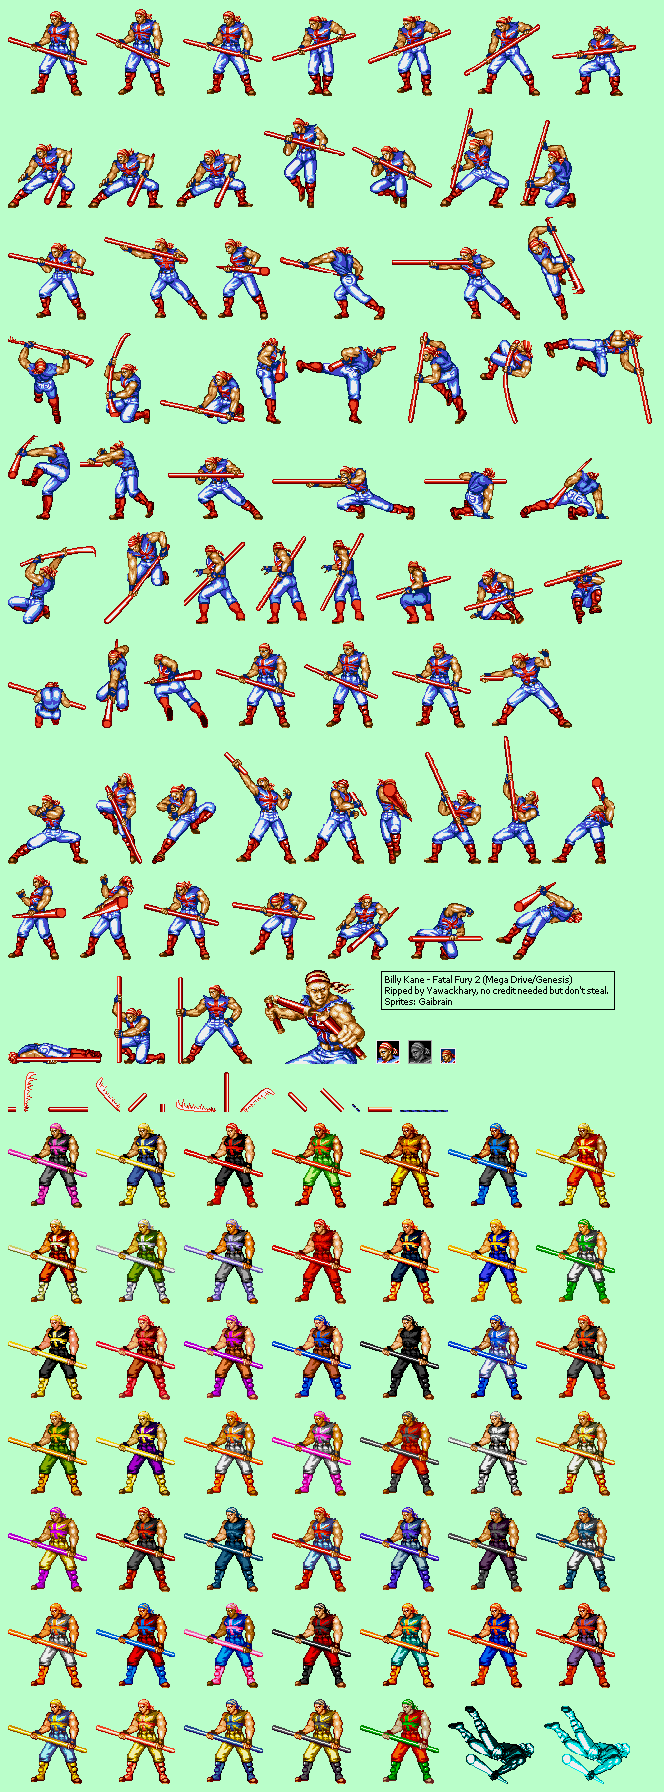 Billy Kane - Fatal Fury 2 (Mega Drive/Genesis)
Ripped by Yawackhary, no credit needed but don't steal.
Sprites: Gaibrain